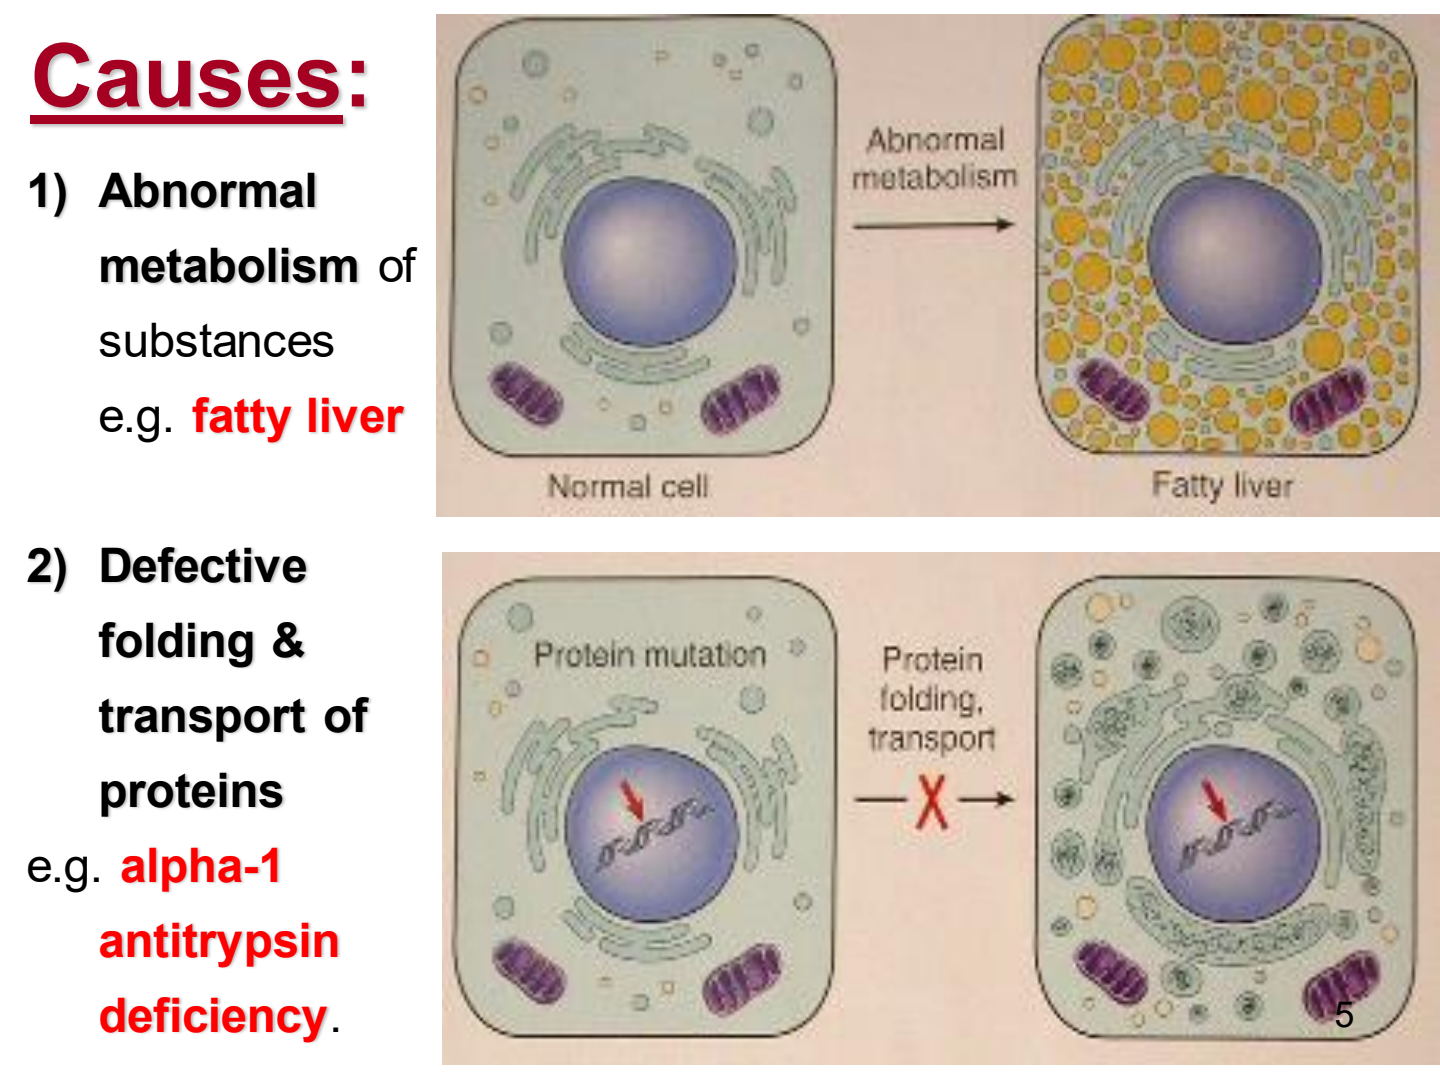 Causes:
1) Abnormal
metabolism of
substances
e.g. fatty liver
2) Defective
folding &
transport of
proteins
e.g. alpha-1
antitrypsin
deficiency.
Abnormal
metabolism
Normal cell
Fatty liver
Protein mutation
Protein
folding,
transport
X
5